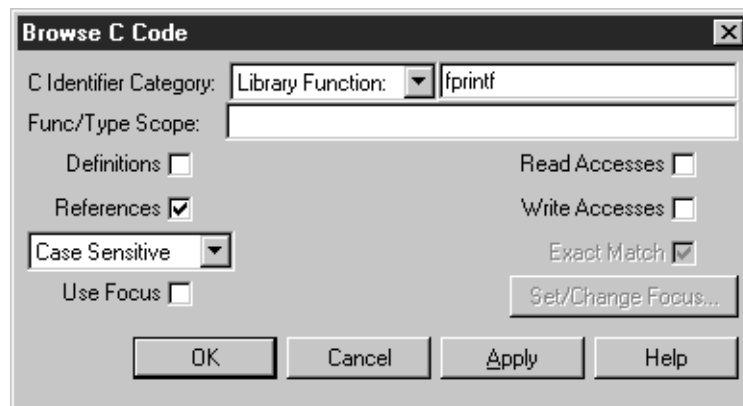 Browse C Code
C Identifier Category: Library Function: fprintf
Func/Type Scope:
Definitions Read Accesses
References Write Accesses
Case Sensitive Exact Match
Use Focus Set/Change Focus...
OK Cancel Apply Help